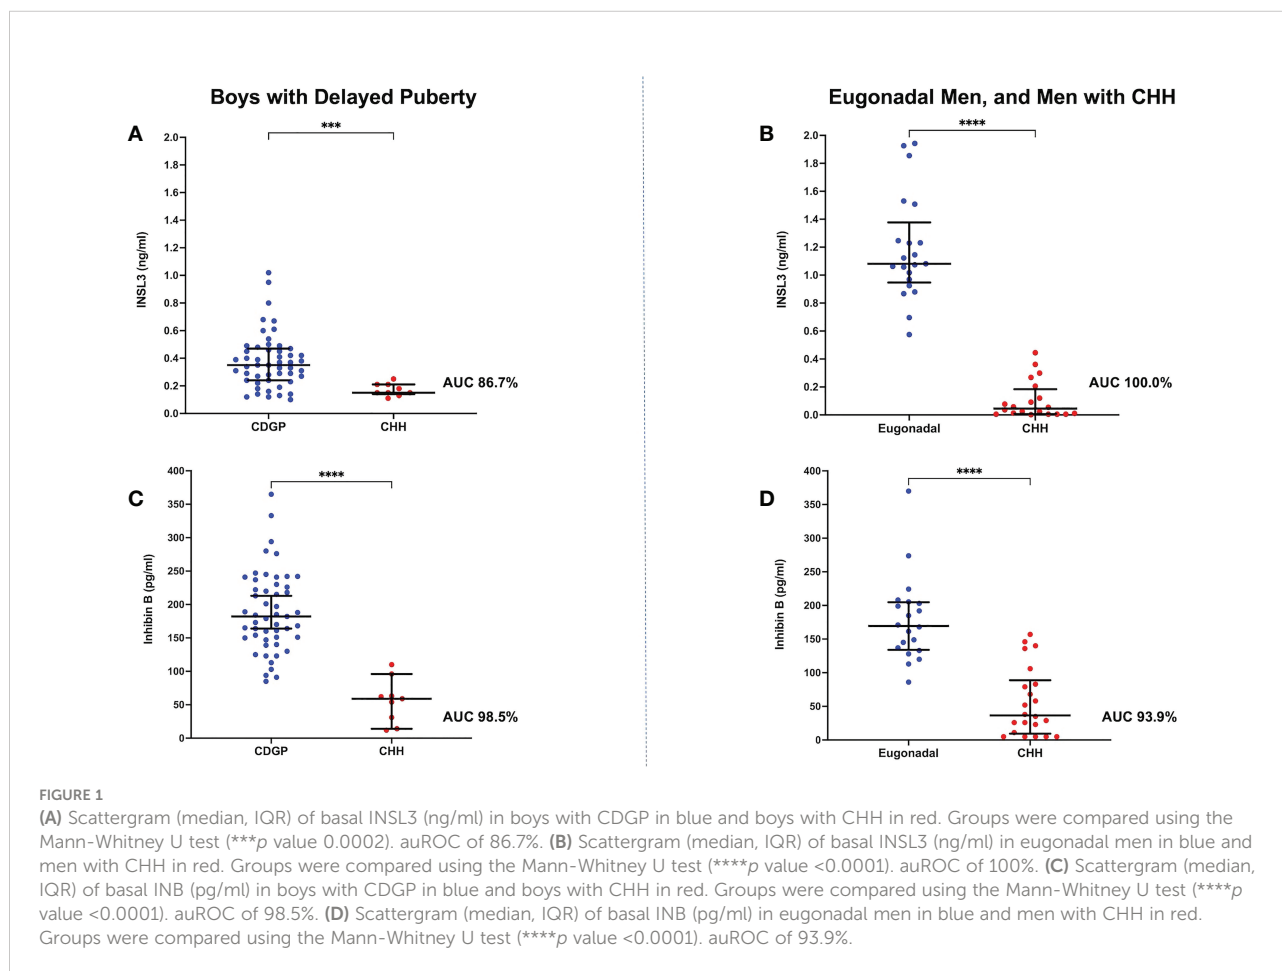 Boys with Delayed Puberty
Eugonadal Men, and Men with CHH
A
***
2.0
1.8
1.6
1.4
1.2
1.0
0.8
0.6
0.4
0.2
0.0
INSL3 (ng/ml)
AUC 86.7%
CDGP
CHH
B
****
2.0
1.8
1.6
1.4
1.2
1.0
0.8
0.6
0.4
0.2
0.0
INSL3 (ng/ml)
AUC 100.0%
Eugonadal
CHH
C
****
400
350
300
250
200
150
100
50
0
Inhibin B (pg/ml)
AUC 98.5%
CDGP
CHH
D
****
400
350
300
250
200
150
100
50
0
Inhibin B (pg/ml)
AUC 93.9%
Eugonadal
CHH
FIGURE 1
(A) Scattergram (median, IQR) of basal INSL3 (ng/ml) in boys with CDGP in blue and boys with CHH in red. Groups were compared using the
Mann-Whitney U test (***p value 0.0002). auROC of 86.7%. (B) Scattergram (median, IQR) of basal INSL3 (ng/ml) in eugonadal men in blue and
men with CHH in red. Groups were compared using the Mann-Whitney U test (****p value <0.0001). auROC of 100%. (C) Scattergram (median,
IQR) of basal INB (pg/ml) in boys with CDGP in blue and boys with CHH in red. Groups were compared using the Mann-Whitney U test (****p
value <0.0001). auROC of 98.5%. (D) Scattergram (median, IQR) of basal INB (pg/ml) in eugonadal men in blue and men with CHH in red.
Groups were compared using the Mann-Whitney U test (****p value <0.0001). auROC of 93.9%.